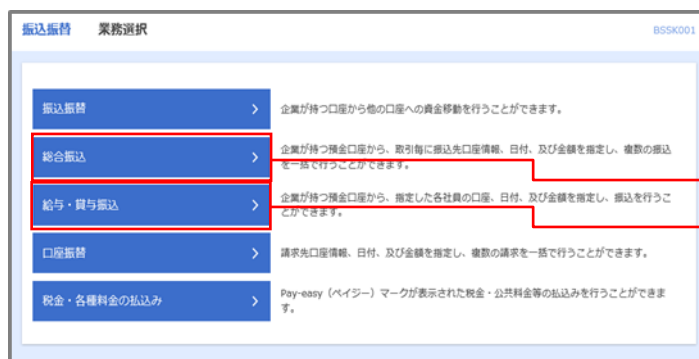 振込振替 業務選択 BSSK001
振込振替 企業が持つ口座から他の口座への資金移動を行うことができます。
総合振込 企業が持つ預金口座から、取引毎に振込先口座情報、日付、及び金額を指定し、複数の振込
を一括で行うことができます。
給与・賞与振込 企業が持つ預金口座から、指定した各社員の口座、日付、及び金額を指定し、振込を行うこ
とができます。
口座振替 請求先口座情報、日付、及び金額を指定し、複数の請求を一括で行うことができます。
税金・各種料金の払込み Pay-easy（ペイジー）マークが表示された税金・公共料金等の払込みを行うことができま
す。